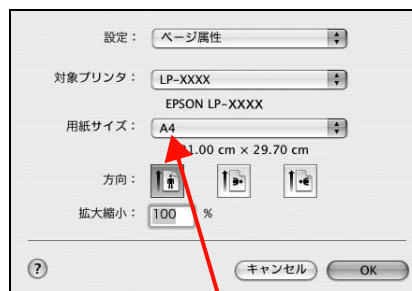 設定： ページ属性
対象プリンタ： LP-XXXX
EPSON LP-XXXX
用紙サイズ： A4
21.00 cm × 29.70 cm
方向：
拡大縮小： 100 %
? キャンセル OK